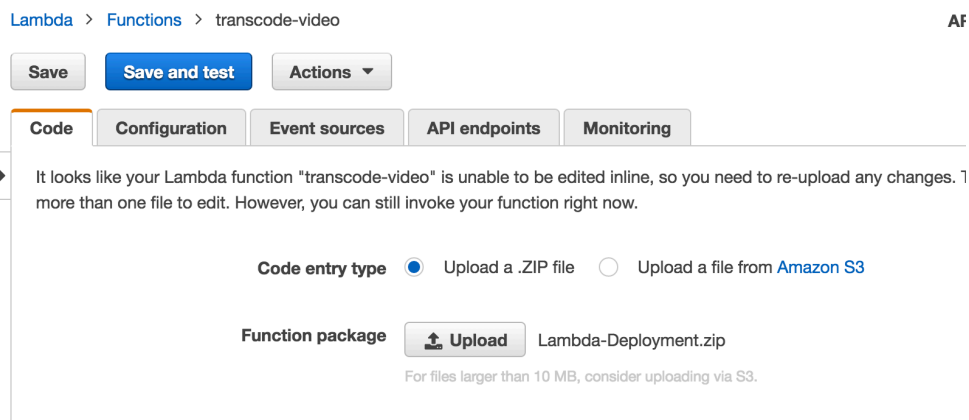 Lambda > Functions > transcode-video
Save Save and test Actions
Code Configuration Event sources API endpoints Monitoring
It looks like your Lambda function "transcode-video" is unable to be edited inline, so you need to re-upload any changes.
more than one file to edit. However, you can still invoke your function right now.
Code entry type Upload a .ZIP file Upload a file from Amazon S3
Function package Upload Lambda-Deployment.zip
For files larger than 10 MB, consider uploading via S3.